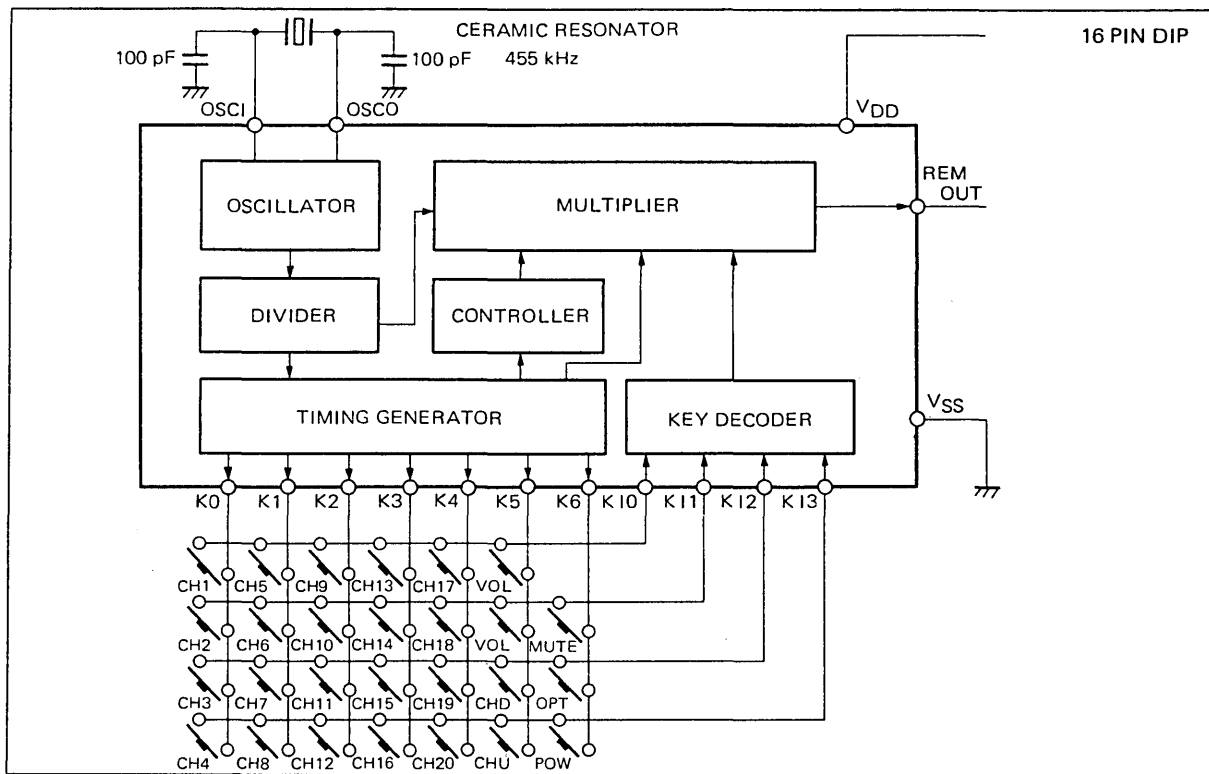 CERAMIC RESONATOR
16 PIN DIP
100 pF
100 pF
455 kHz
OSCI
OSCO
VDD
REM
OUT
OSCILLATOR
MULTIPLIER
DIVIDER
CONTROLLER
TIMING GENERATOR
KEY DECODER
VSS
K0 K1 K2 K3 K4 K5 K6 KI0 KI1 KI2 KI3
CH1 CH5 CH9 CH13 CH17 VOL
CH2 CH6 CH10 CH14 CH18 VOL MUTE
CH3 CH7 CH11 CH15 CH19 CHD OPT
CH4 CH8 CH12 CH16 CH20 CHU POW